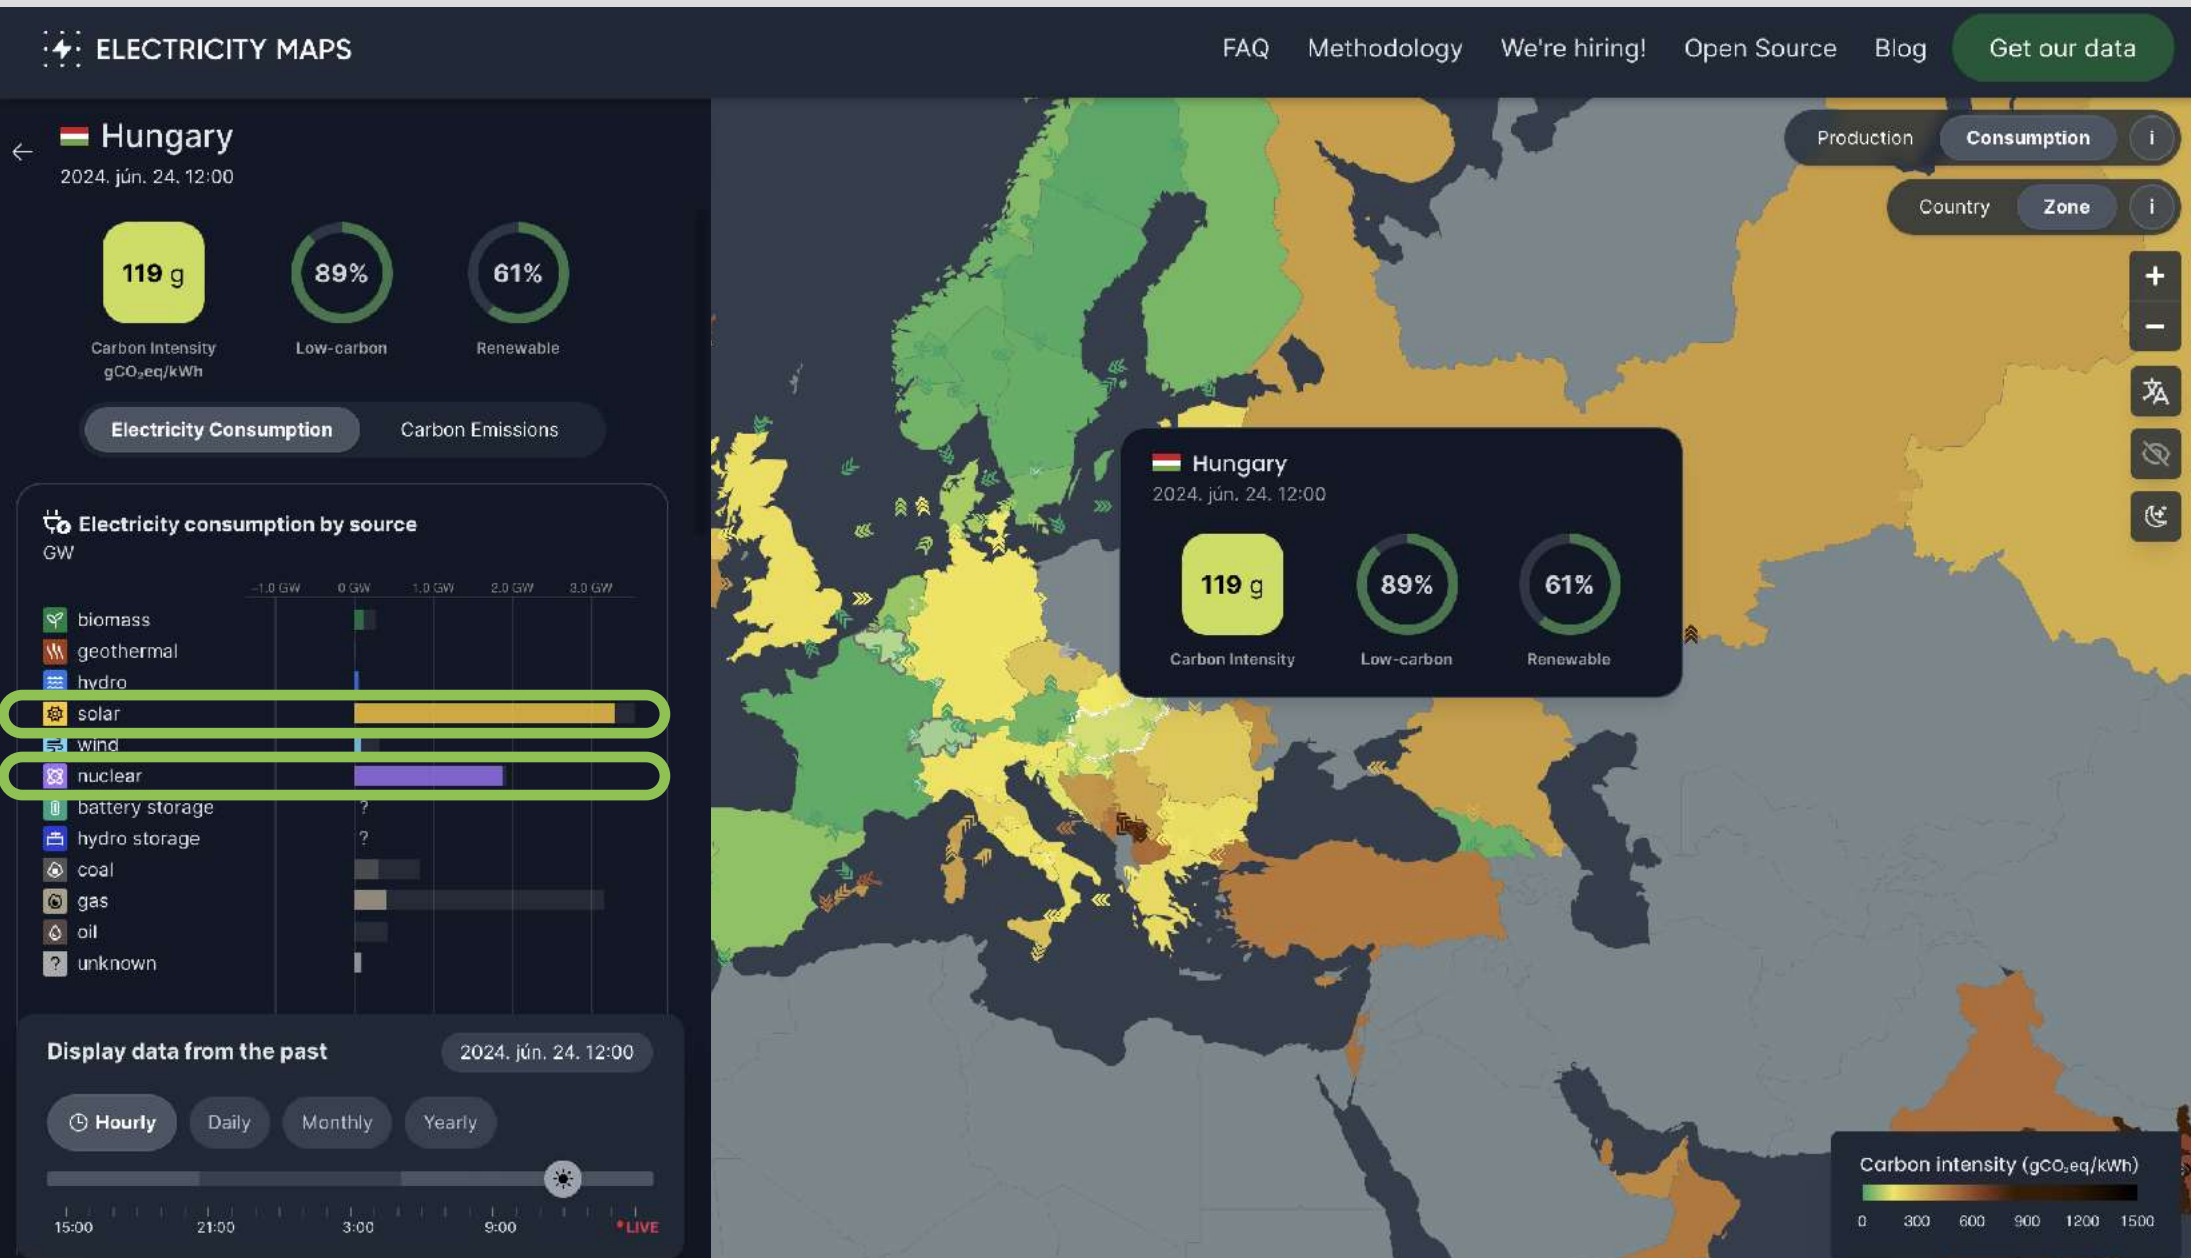 ELECTRICITY MAPS
FAQ Methodology We're hiring! Open Source Blog Get our data
Hungary
2024. jún. 24. 12:00
119 g 89% 61%
Carbon Intensity Low-carbon Renewable
gCO₂eq/kWh
Electricity Consumption Carbon Emissions
Electricity consumption by source
GW
-1.0 GW 0 GW 1.0 GW 2.0 GW 3.0 GW
biomass
geothermal
hydro
solar
wind
nuclear
battery storage ?
hydro storage ?
coal
gas
oil
? unknown
Display data from the past 2024. jún. 24. 12:00
Hourly Daily Monthly Yearly
15:00 21:00 3:00 9:00 LIVE
Production Consumption i
Country Zone i
+
−
文A
Hungary
2024. jún. 24. 12:00
119 g 89% 61%
Carbon Intensity Low-carbon Renewable
Carbon intensity (gCO₂eq/kWh)
0 300 600 900 1200 1500